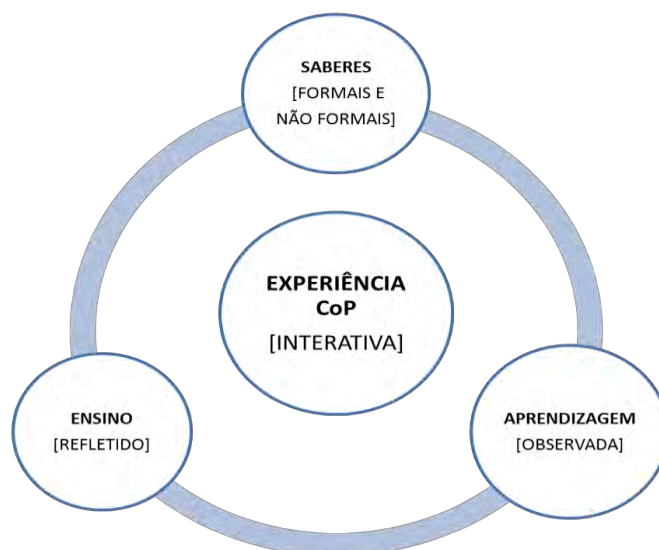 SABERES
[FORMAIS E
NÃO FORMAIS]
EXPERIÊNCIA
CoP
[INTERATIVA]
ENSINO
[REFLETIDO]
APRENDIZAGEM
[OBSERVADA]